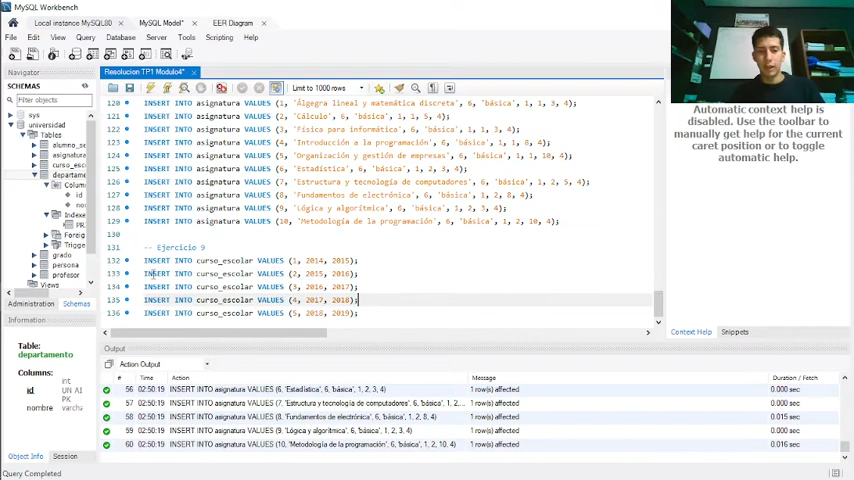 MySQL Workbench
Local instance MySQL80
MySQL Model*
EER Diagram
File Edit View Query Database Server Tools Scripting Help
Navigator
SCHEMAS
Filter objects
sys
universidad
Tables
alumno_se
asignatura
curso_esc
departame
Colum
id
no
Indexe
PR
Foreig
Trigge
grado
persona
profesor
Views
Administration Schemas
Information
Table:
departamento
Columns:
id int
UN AI
PK
nombre varcha
Object Info Session
Query Completed
Resolucion TP1 Modulo4*
Limit to 1000 rows
120 INSERT INTO asignatura VALUES (1, 'Álgegra lineal y matemática discreta', 6, 'básica', 1, 1, 3, 4);
121 INSERT INTO asignatura VALUES (2, 'Cálculo', 6, 'básica', 1, 1, 5, 4);
122 INSERT INTO asignatura VALUES (3, 'Física para informática', 6, 'básica', 1, 1, 3, 4);
123 INSERT INTO asignatura VALUES (4, 'Introducción a la programación', 6, 'básica', 1, 1, 8, 4);
124 INSERT INTO asignatura VALUES (5, 'Organización y gestión de empresas', 6, 'básica', 1, 1, 10, 4);
125 INSERT INTO asignatura VALUES (6, 'Estadística', 6, 'básica', 1, 2, 3, 4);
126 INSERT INTO asignatura VALUES (7, 'Estructura y tecnología de computadores', 6, 'básica', 1, 2, 5, 4);
127 INSERT INTO asignatura VALUES (8, 'Fundamentos de electrónica', 6, 'básica', 1, 2, 8, 4);
128 INSERT INTO asignatura VALUES (9, 'Lógica y algorítmica', 6, 'básica', 1, 2, 3, 4);
129 INSERT INTO asignatura VALUES (10, 'Metodología de la programación', 6, 'básica', 1, 2, 10, 4);
130
131 -- Ejercicio 9
132 INSERT INTO curso_escolar VALUES (1, 2014, 2015);
133 INSERT INTO curso_escolar VALUES (2, 2015, 2016);
134 INSERT INTO curso_escolar VALUES (3, 2016, 2017);
135 INSERT INTO curso_escolar VALUES (4, 2017, 2018);
136 INSERT INTO curso_escolar VALUES (5, 2018, 2019);
Output
Action Output
# Time Action Message Duration / Fetch
56 02:50:19 INSERT INTO asignatura VALUES (6, 'Estadística', 6, 'básica', 1, 2, 3, 4) 1 row(s) affected 0.000 sec
57 02:50:19 INSERT INTO asignatura VALUES (7, 'Estructura y tecnología de computadores', 6, 'básica', 1, 2,... 1 row(s) affected 0.000 sec
58 02:50:19 INSERT INTO asignatura VALUES (8, 'Fundamentos de electrónica', 6, 'básica', 1, 2, 8, 4) 1 row(s) affected 0.015 sec
59 02:50:19 INSERT INTO asignatura VALUES (9, 'Lógica y algorítmica', 6, 'básica', 1, 2, 3, 4) 1 row(s) affected 0.000 sec
60 02:50:19 INSERT INTO asignatura VALUES (10, 'Metodología de la programación', 6, 'básica', 1, 2, 10, 4) 1 row(s) affected 0.016 sec
Automatic context help is
disabled. Use the toolbar to
manually get help for the
current caret position or to
toggle automatic help.
Context Help Snippets